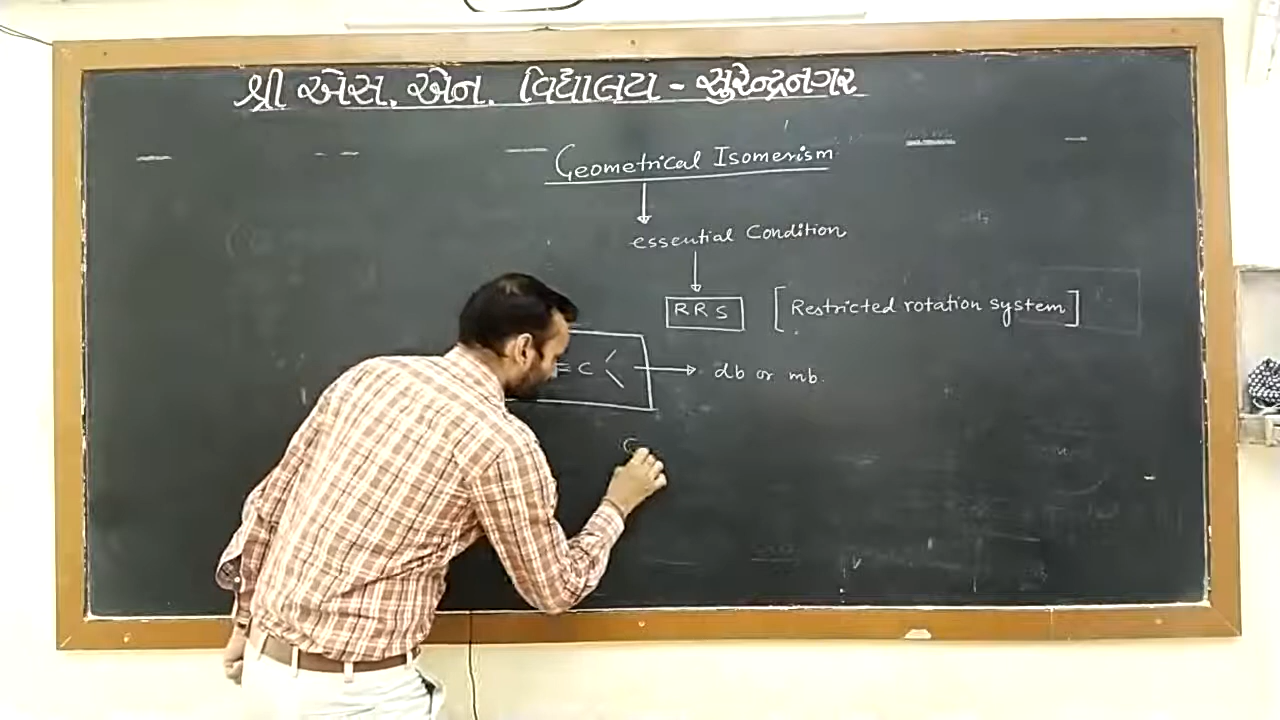 શ્રી એસ. એન. વિદ્યાલય - સુરેન્દ્રનગર
Geometrical Isomerism
essential Condition
RRS [Restricted rotation system]
= C → db or mb.